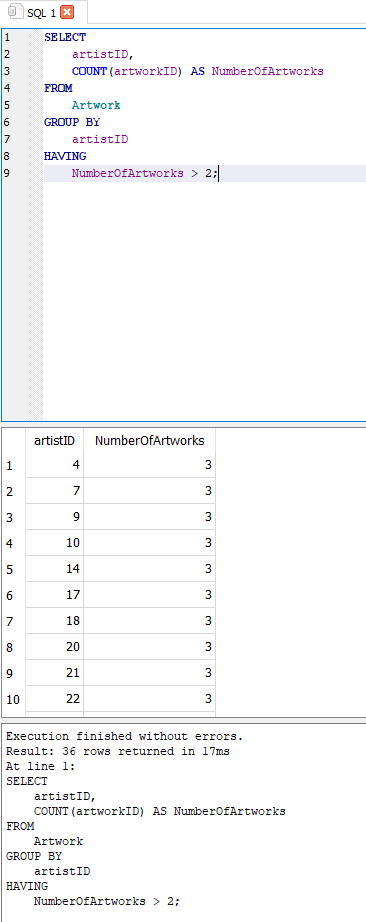 SQL 1
1 SELECT
2     artistID,
3     COUNT(artworkID) AS NumberOfArtworks
4 FROM
5     Artwork
6 GROUP BY
7     artistID
8 HAVING
9     NumberOfArtworks > 2;
artistID NumberOfArtworks
1 4 3
2 7 3
3 9 3
4 10 3
5 14 3
6 17 3
7 18 3
8 20 3
9 21 3
10 22 3
Execution finished without errors.
Result: 36 rows returned in 17ms
At line 1:
SELECT
    artistID,
    COUNT(artworkID) AS NumberOfArtworks
FROM
    Artwork
GROUP BY
    artistID
HAVING
    NumberOfArtworks > 2;